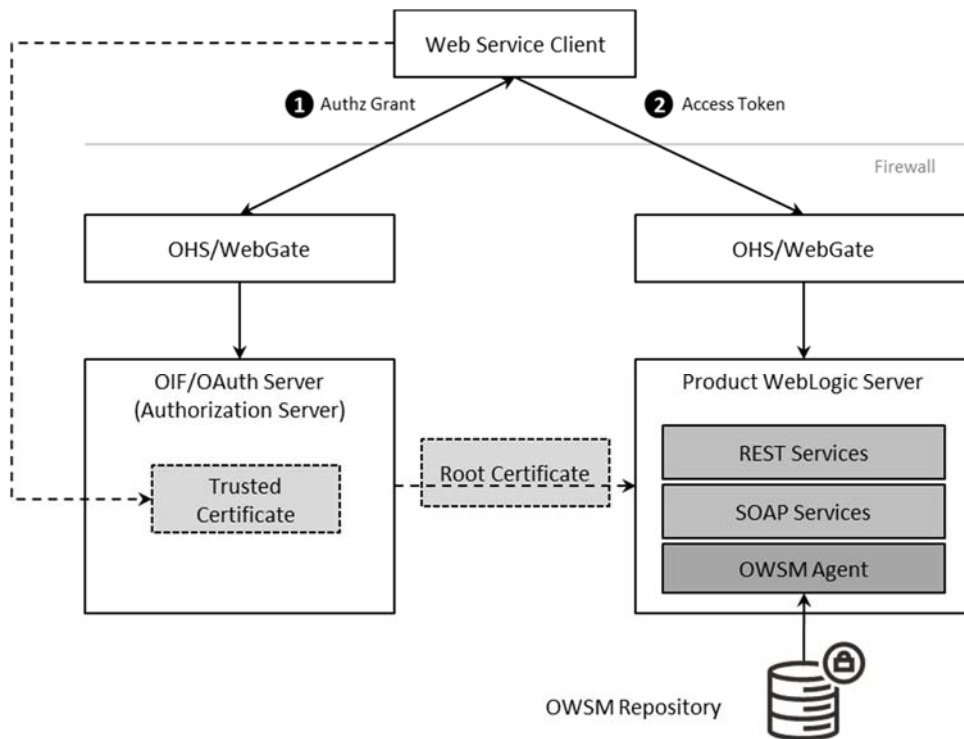 Web Service Client
1 Authz Grant
2 Access Token
Firewall
OHS/WebGate
OHS/WebGate
OIF/OAuth Server
(Authorization Server)
Trusted
Certificate
Root Certificate
Product WebLogic Server
REST Services
SOAP Services
OWSM Agent
OWSM Repository